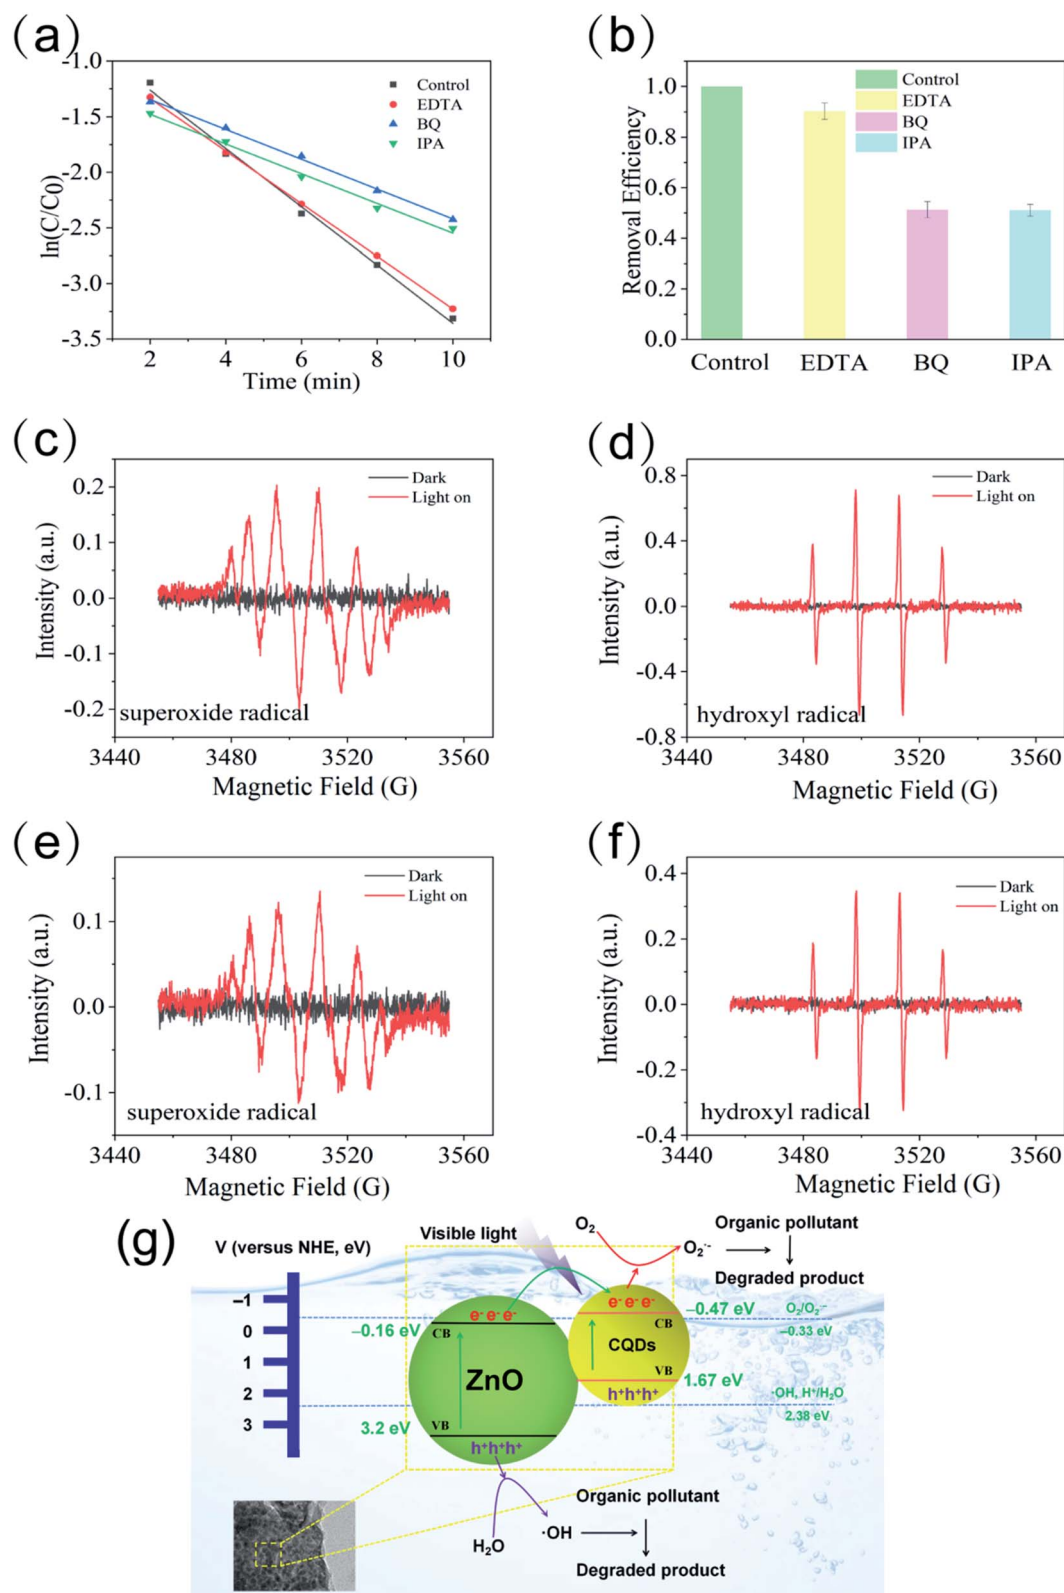 (a)
-1.0
-1.5
-2.0
-2.5
-3.0
-3.5
ln(C/C0)
Control
EDTA
BQ
IPA
2 4 6 8 10
Time (min)
(b)
1.0
0.8
0.6
0.4
0.2
0.0
Removal Efficiency
Control
EDTA
BQ
IPA
Control EDTA BQ IPA
(c)
0.2
0.1
0.0
-0.1
-0.2
Intensity (a.u.)
Dark
Light on
superoxide radical
3440 3480 3520 3560
Magnetic Field (G)
(d)
0.8
0.4
0.0
-0.4
-0.8
Intensity (a.u.)
Dark
Light on
hydroxyl radical
3440 3480 3520 3560
Magnetic Field (G)
(e)
0.1
0.0
-0.1
Intensity (a.u.)
Dark
Light on
superoxide radical
3440 3480 3520 3560
Magnetic Field (G)
(f)
0.4
0.2
0.0
-0.2
-0.4
Intensity (a.u.)
Dark
Light on
hydroxyl radical
3440 3480 3520 3560
Magnetic Field (G)
(g)
V (versus NHE, eV)
–1
0
1
2
3
Visible light
O₂
O₂·⁻
Organic pollutant
Degraded product
e⁻ e⁻ e⁻
–0.16 eV
CB
ZnO
3.2 eV
VB
h⁺h⁺h⁺
e⁻ e⁻ e⁻
–0.47 eV
CB
CQDs
VB
1.67 eV
h⁺h⁺h⁺
O₂/O₂·⁻
–0.33 eV
·OH, H⁺/H₂O
2.38 eV
H₂O
·OH
Organic pollutant
Degraded product